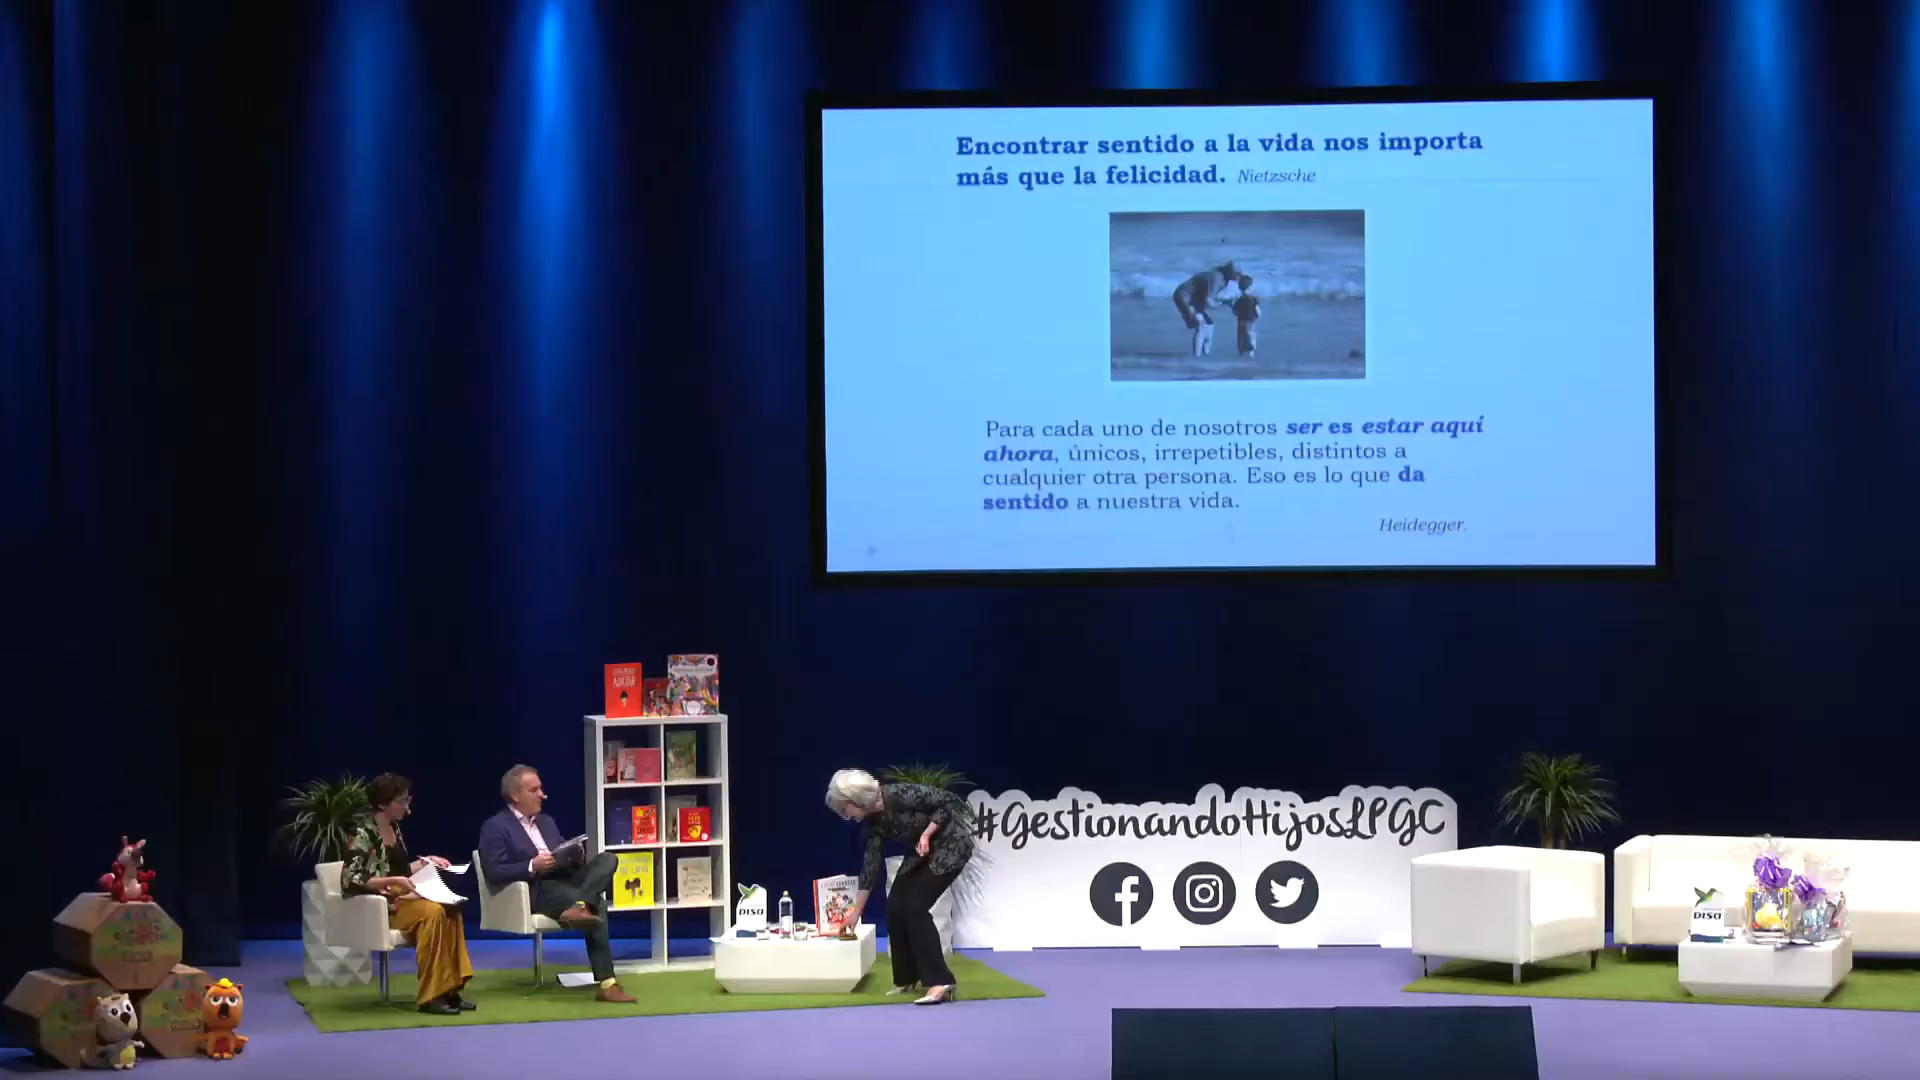 Encontrar sentido a la vida nos importa
más que la felicidad. Nietzsche
Para cada uno de nosotros ser es estar aquí
ahora, únicos, irrepetibles, distintos a
cualquier otra persona. Eso es lo que da
sentido a nuestra vida.
Heidegger.
#GestionandoHijosLPGC
DISA
DISA